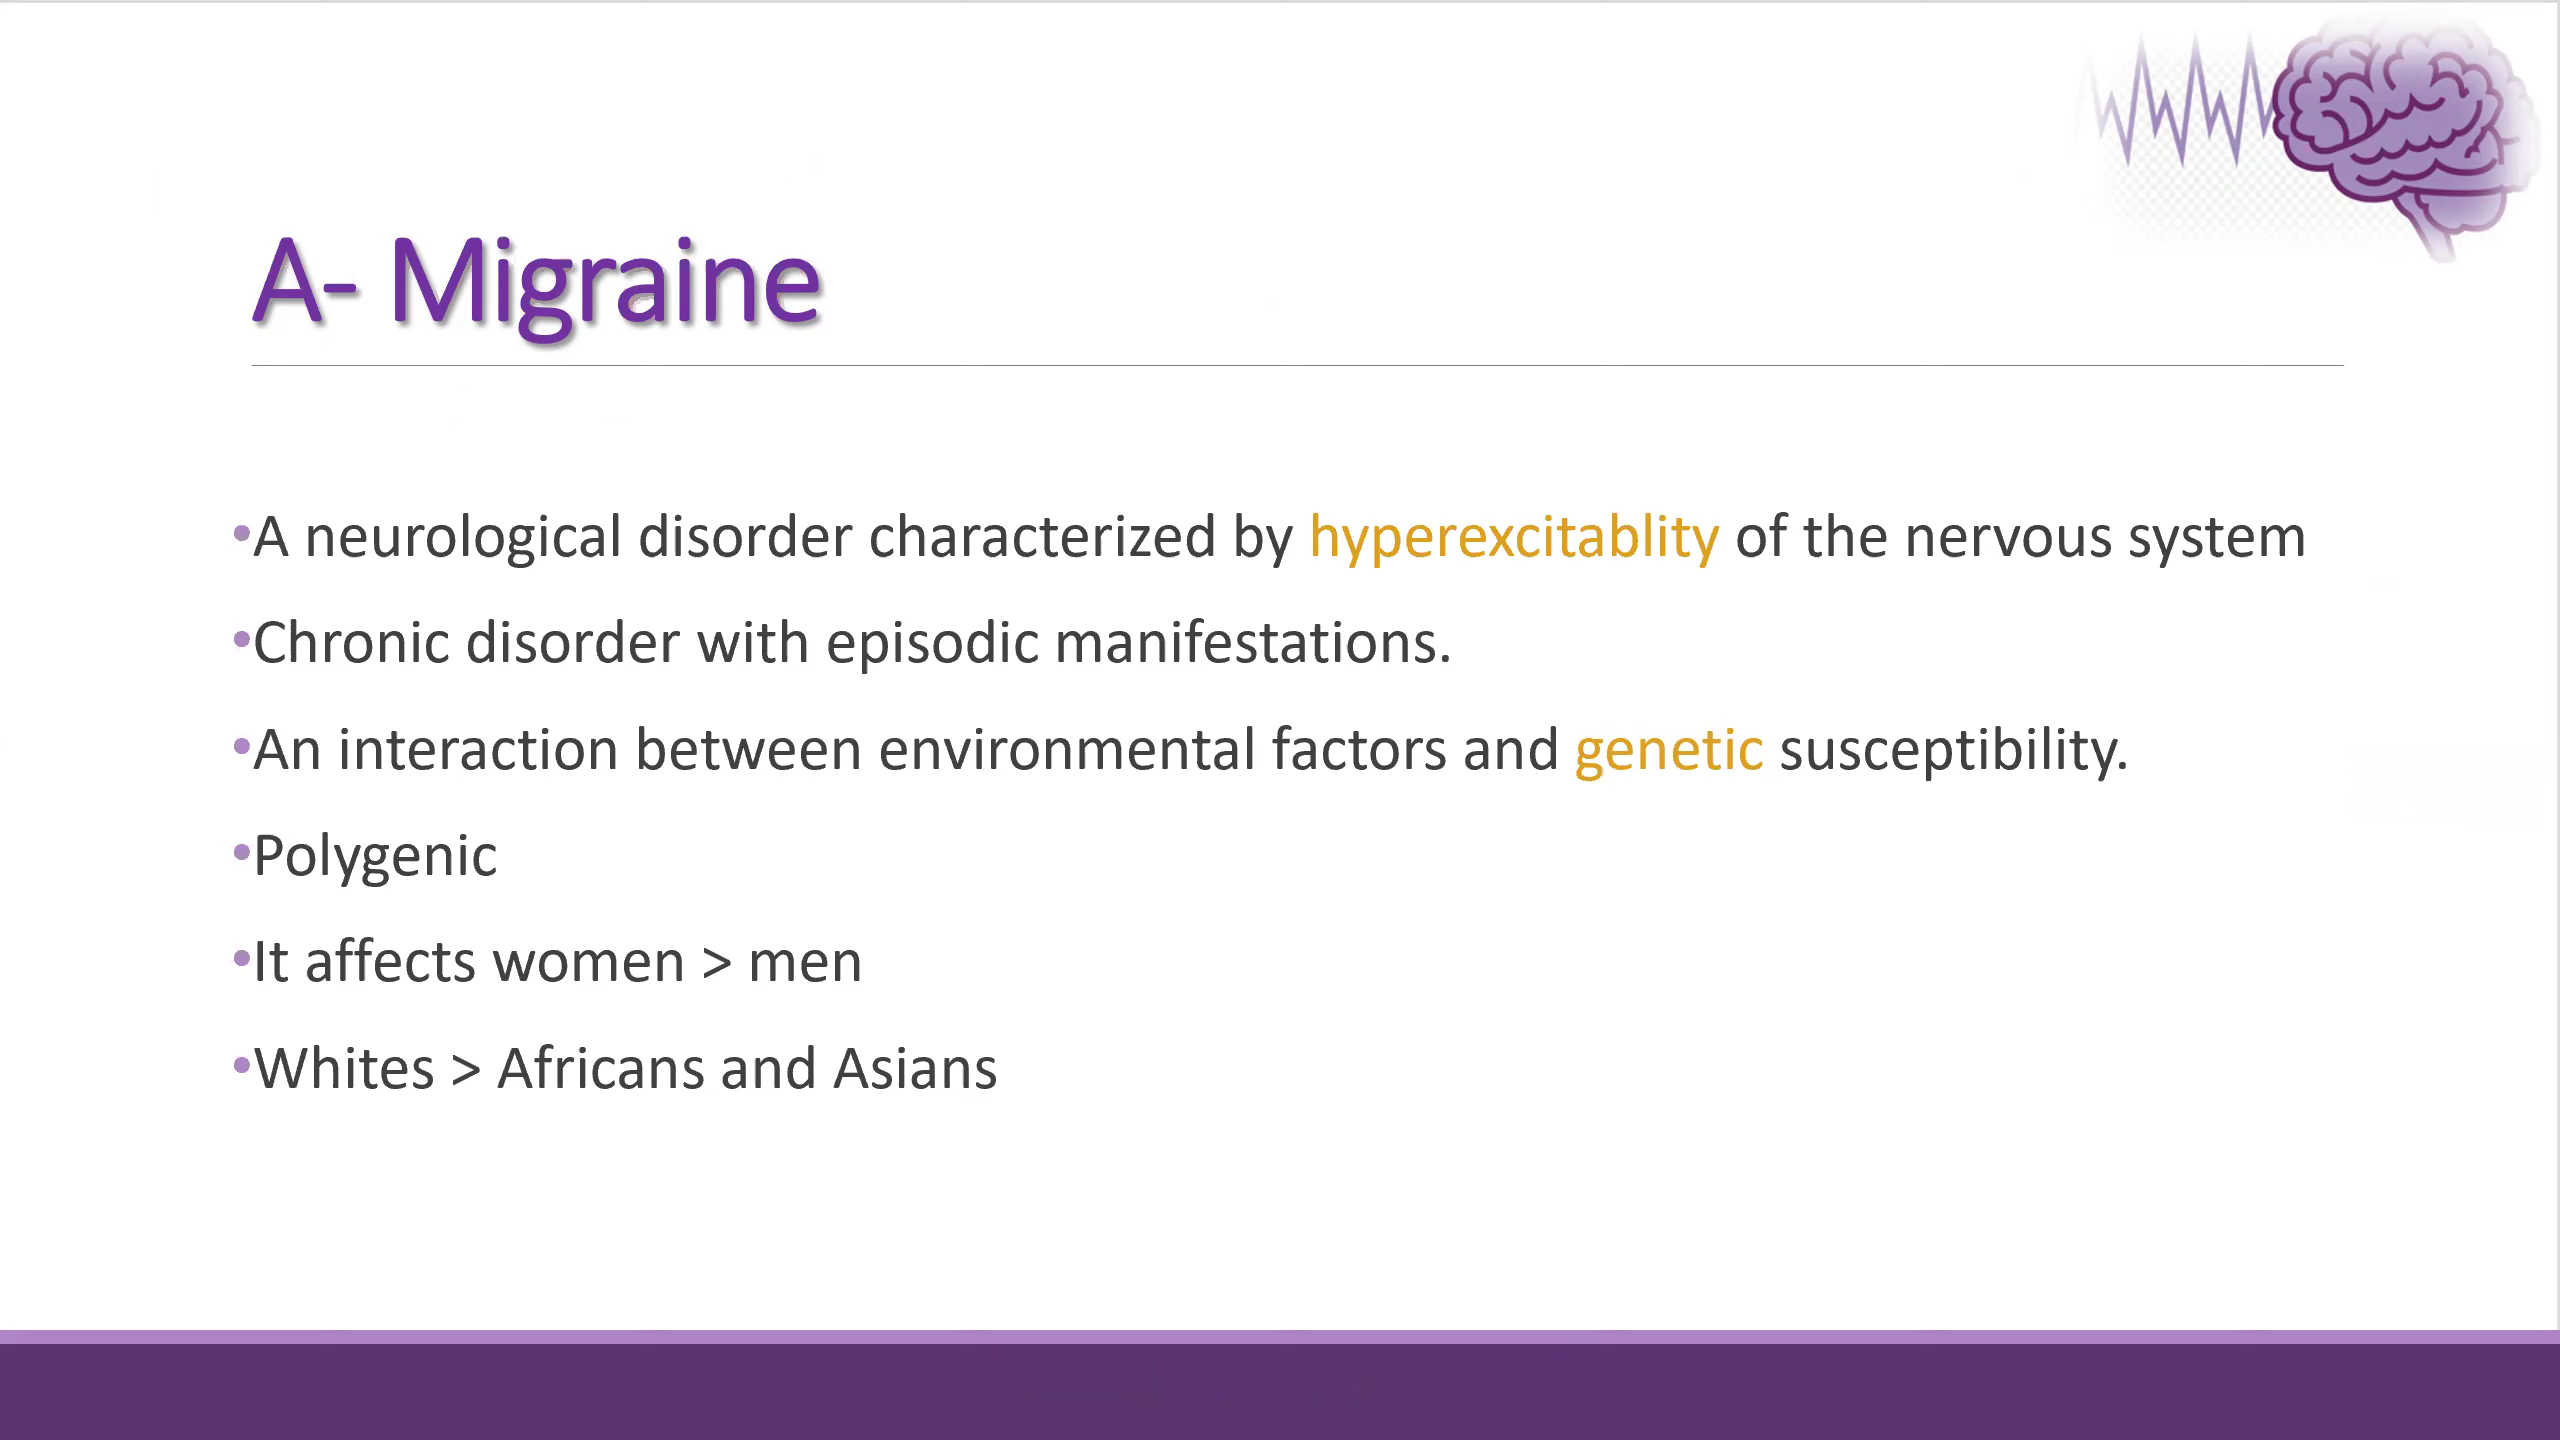 A- Migraine
•A neurological disorder characterized by hyperexcitablity of the nervous system
•Chronic disorder with episodic manifestations.
•An interaction between environmental factors and genetic susceptibility.
•Polygenic
•It affects women > men
•Whites > Africans and Asians